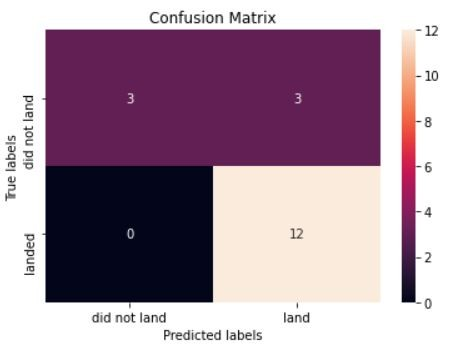 Confusion Matrix
True labels
did not land
landed
3
3
0
12
did not land
land
Predicted labels
12
10
8
6
4
2
0